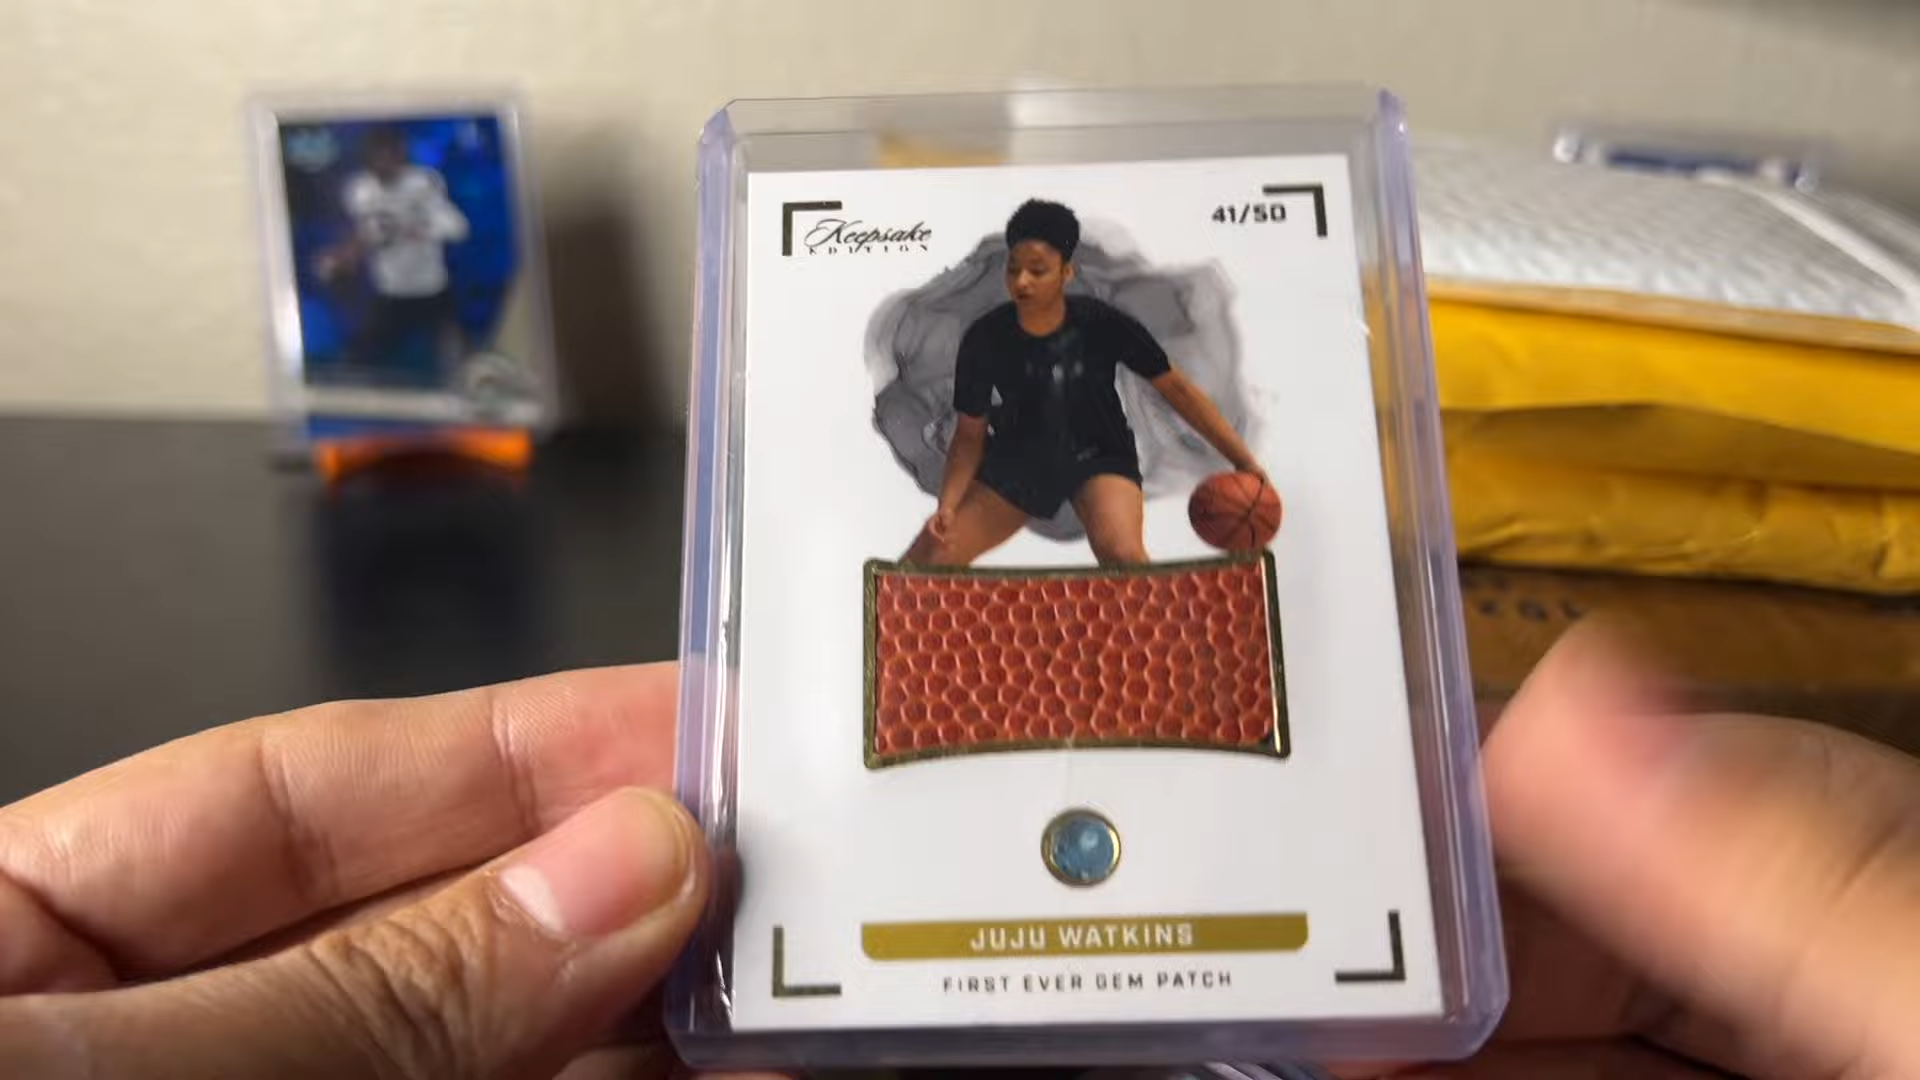 Keepsake
EDITION
41/50
JUJU WATKINS
FIRST EVER GEM PATCH